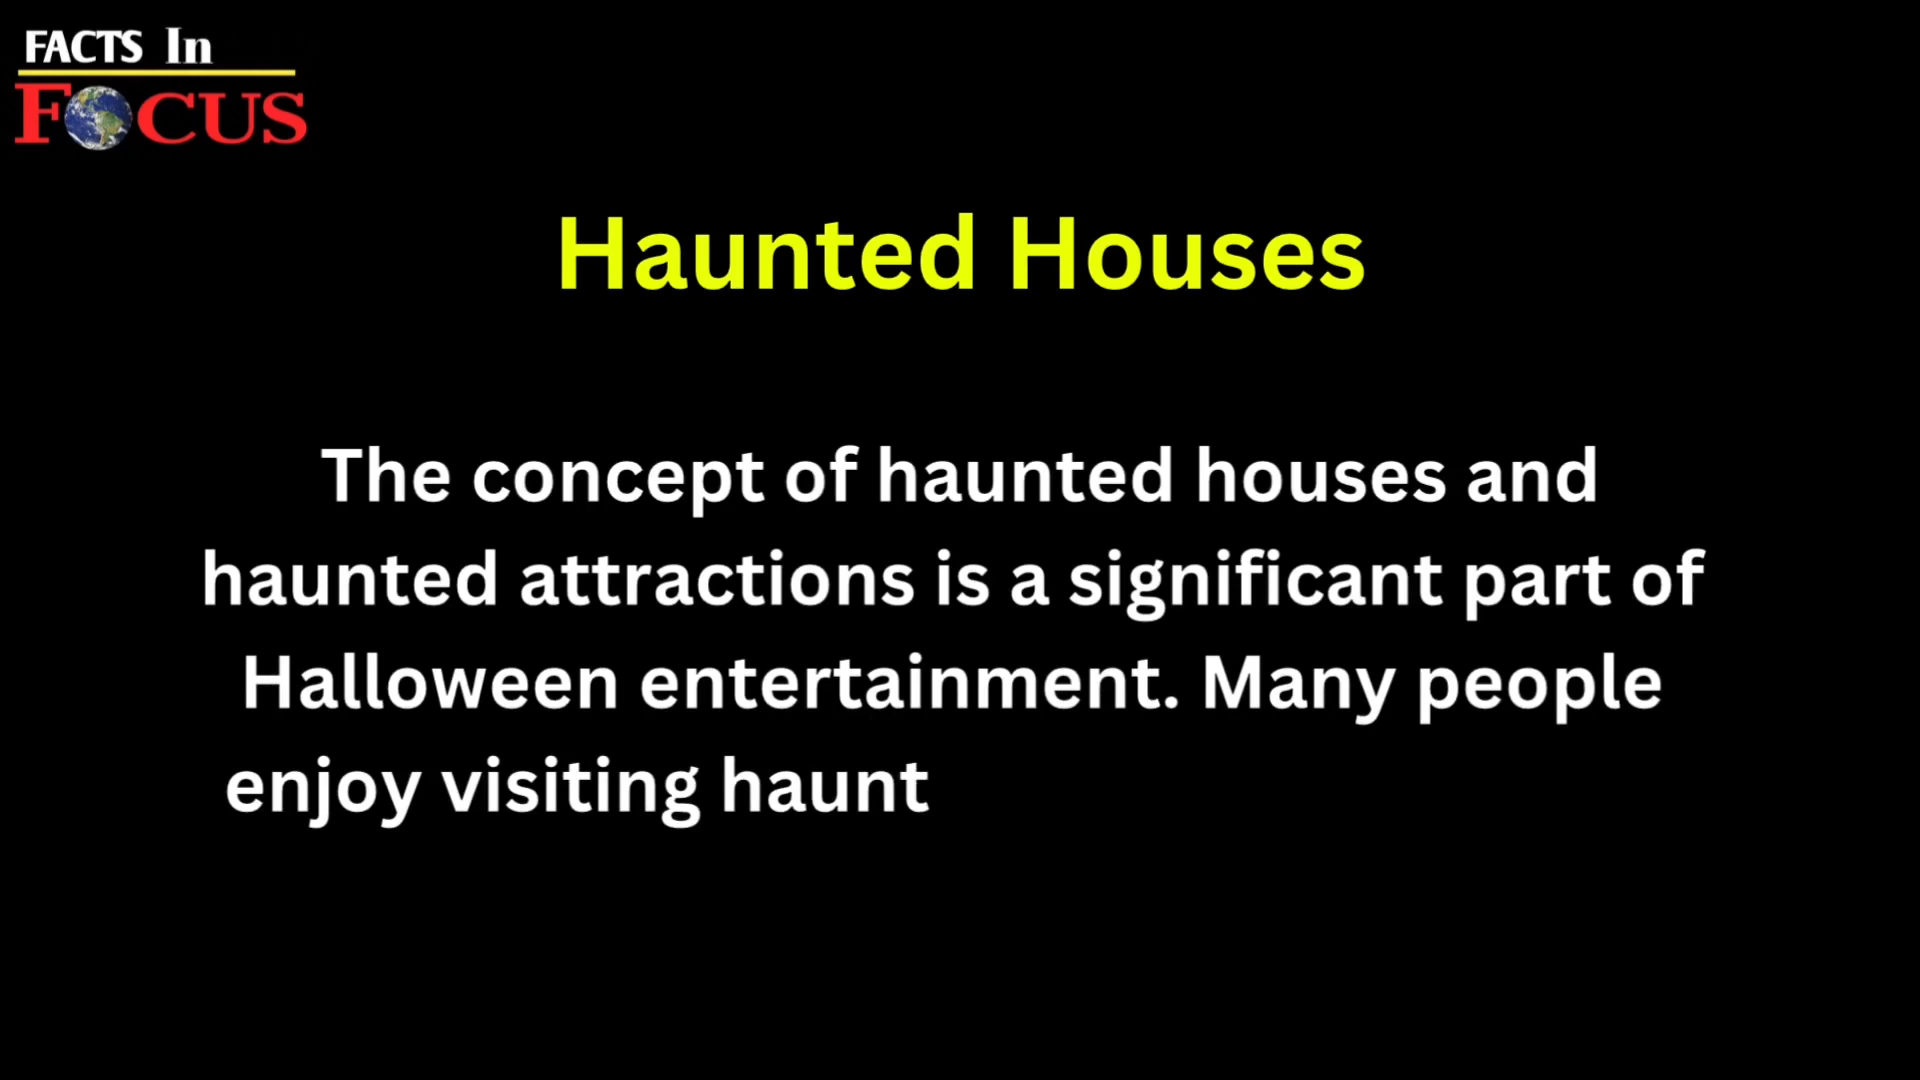 FACTS In
FOCUS
Haunted Houses
The concept of haunted houses and
haunted attractions is a significant part of
Halloween entertainment. Many people
enjoy visiting haunt